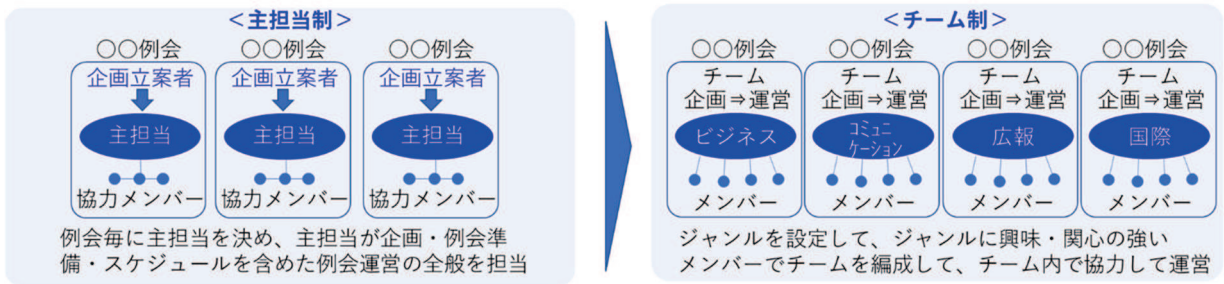 <主担当制>
○○例会
企画立案者
主担当
協力メンバー
○○例会
企画立案者
主担当
協力メンバー
○○例会
企画立案者
主担当
協力メンバー
例会毎に主担当を決め、主担当が企画・例会準
備・スケジュールを含めた例会運営の全般を担当
<チーム制>
○○例会
チーム
企画⇒運営
ビジネス
メンバー
○○例会
チーム
企画⇒運営
コミュニ
ケーション
メンバー
○○例会
チーム
企画⇒運営
広報
メンバー
○○例会
チーム
企画⇒運営
国際
メンバー
ジャンルを設定して、ジャンルに興味・関心の強い
メンバーでチームを編成して、チーム内で協力して運営